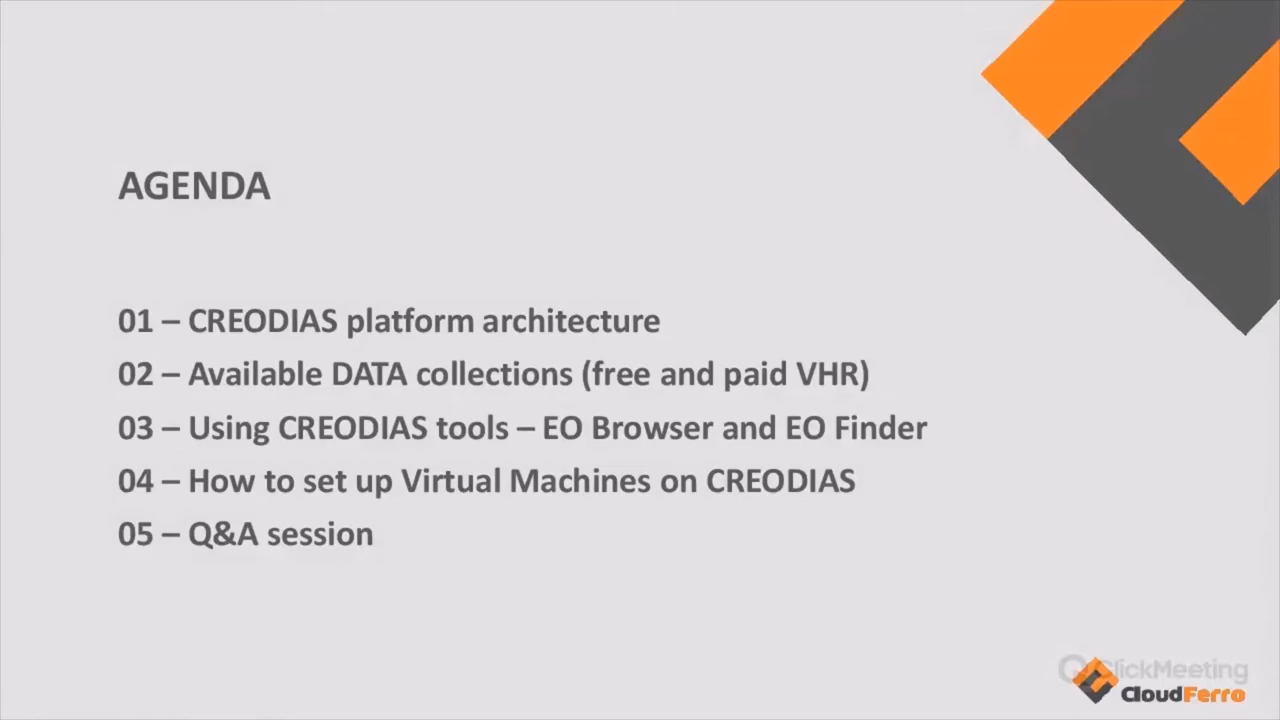 AGENDA
01 – CREODIAS platform architecture
02 – Available DATA collections (free and paid VHR)
03 – Using CREODIAS tools – EO Browser and EO Finder
04 – How to set up Virtual Machines on CREODIAS
05 – Q&A session
ClickMeeting
CloudFerro